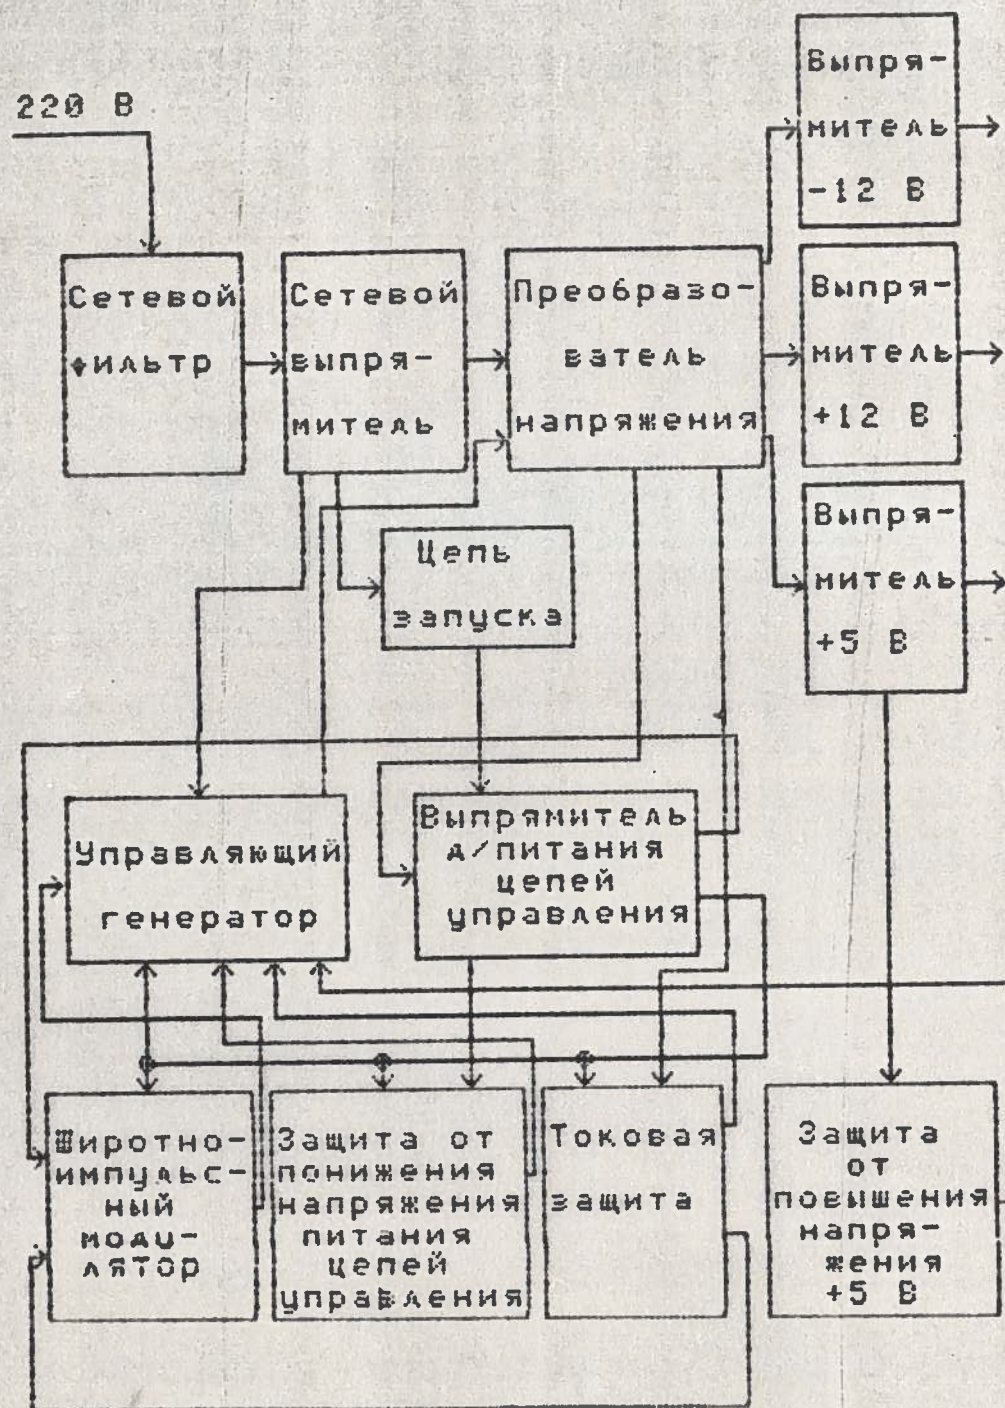 220 В
Выпря-
митель
-12 В
Сетевой
фильтр
Сетевой
выпря-
митель
Преобразо-
ватель
напряжения
Выпря-
митель
+12 В
Выпря-
митель
+5 В
Цепь
запуска
Управляющий
генератор
Выпрямитель
д/питания
цепей
управления
Широтно-
импульс-
ный
моду-
лятор
Защита от
понижения
напряжения
питания
цепей
управления
Токовая
защита
Защита
от
повышения
напря-
жения
+5 В